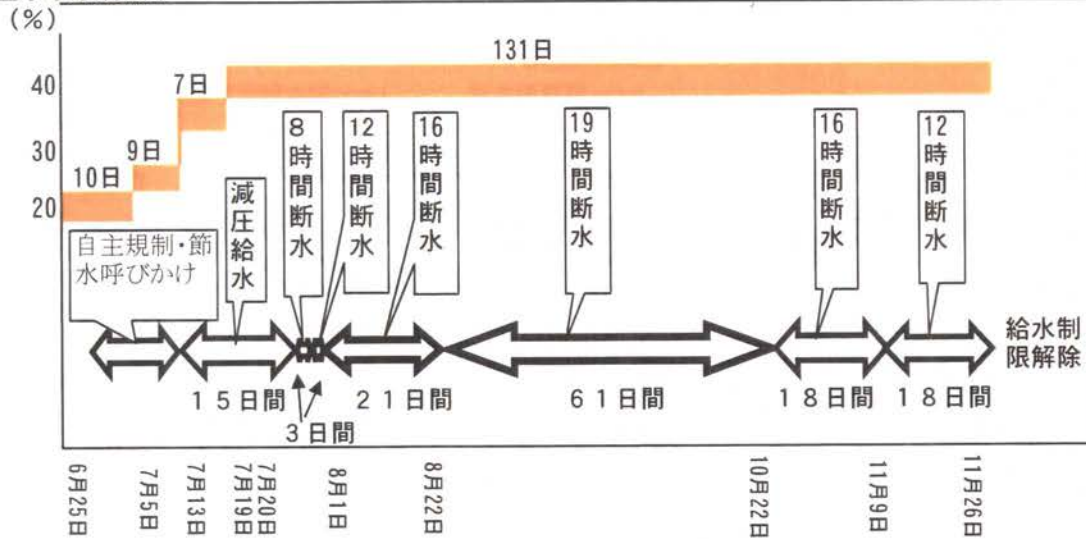 (%)
131日
40
7日
9日
30
10日
20
自主規制・節
水呼びかけ
減圧給水
8時間断水
12時間断水
16時間断水
19時間断水
16時間断水
12時間断水
給水制
限解除
15日間
3日間
21日間
61日間
18日間
18日間
6月25日
7月5日
7月13日
7月19日
7月20日
8月1日
8月22日
10月22日
11月9日
11月26日